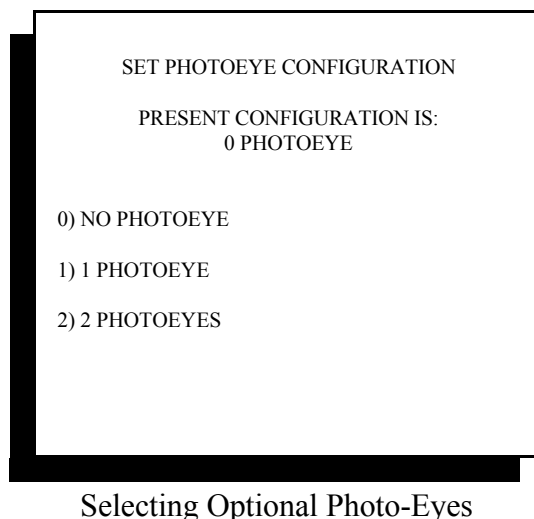 SET PHOTOEYE CONFIGURATION
PRESENT CONFIGURATION IS:
0 PHOTOEYE
0) NO PHOTOEYE
1) 1 PHOTOEYE
2) 2 PHOTOEYES
Selecting Optional Photo-Eyes